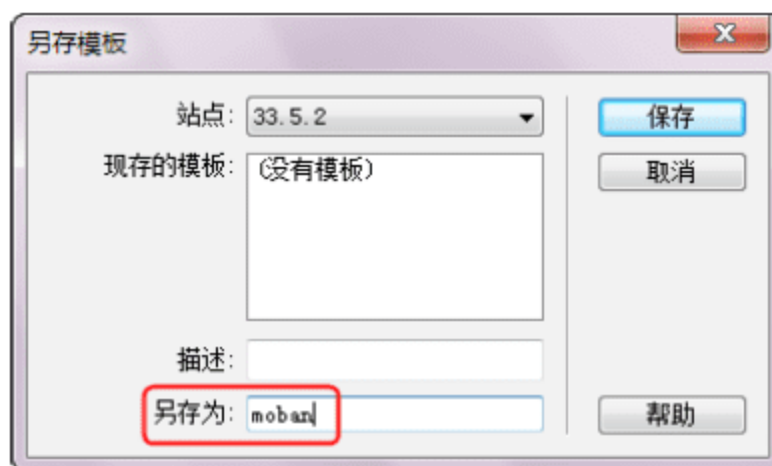 另存模板
站点: 33.5.2 保存
现存的模板: (没有模板) 取消
描述:
另存为: moban 帮助